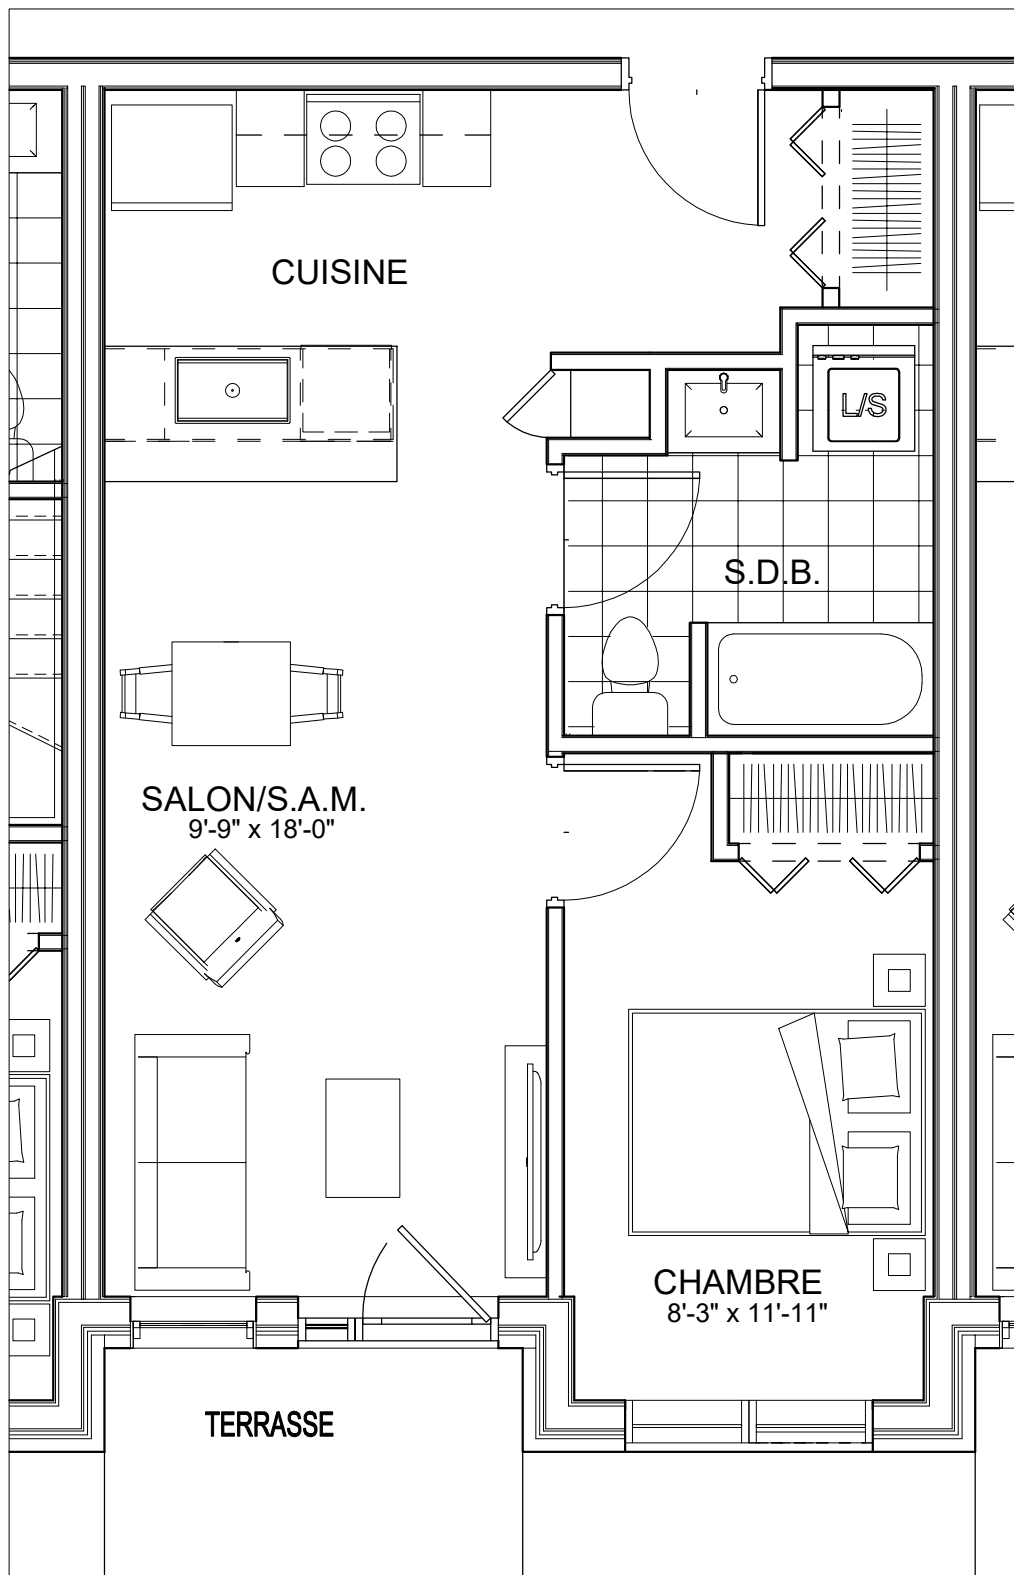 CUISINE
L/S
S.D.B.
SALON/S.A.M.
9'-9" x 18'-0"
CHAMBRE
8'-3" x 11'-11"
TERRASSE